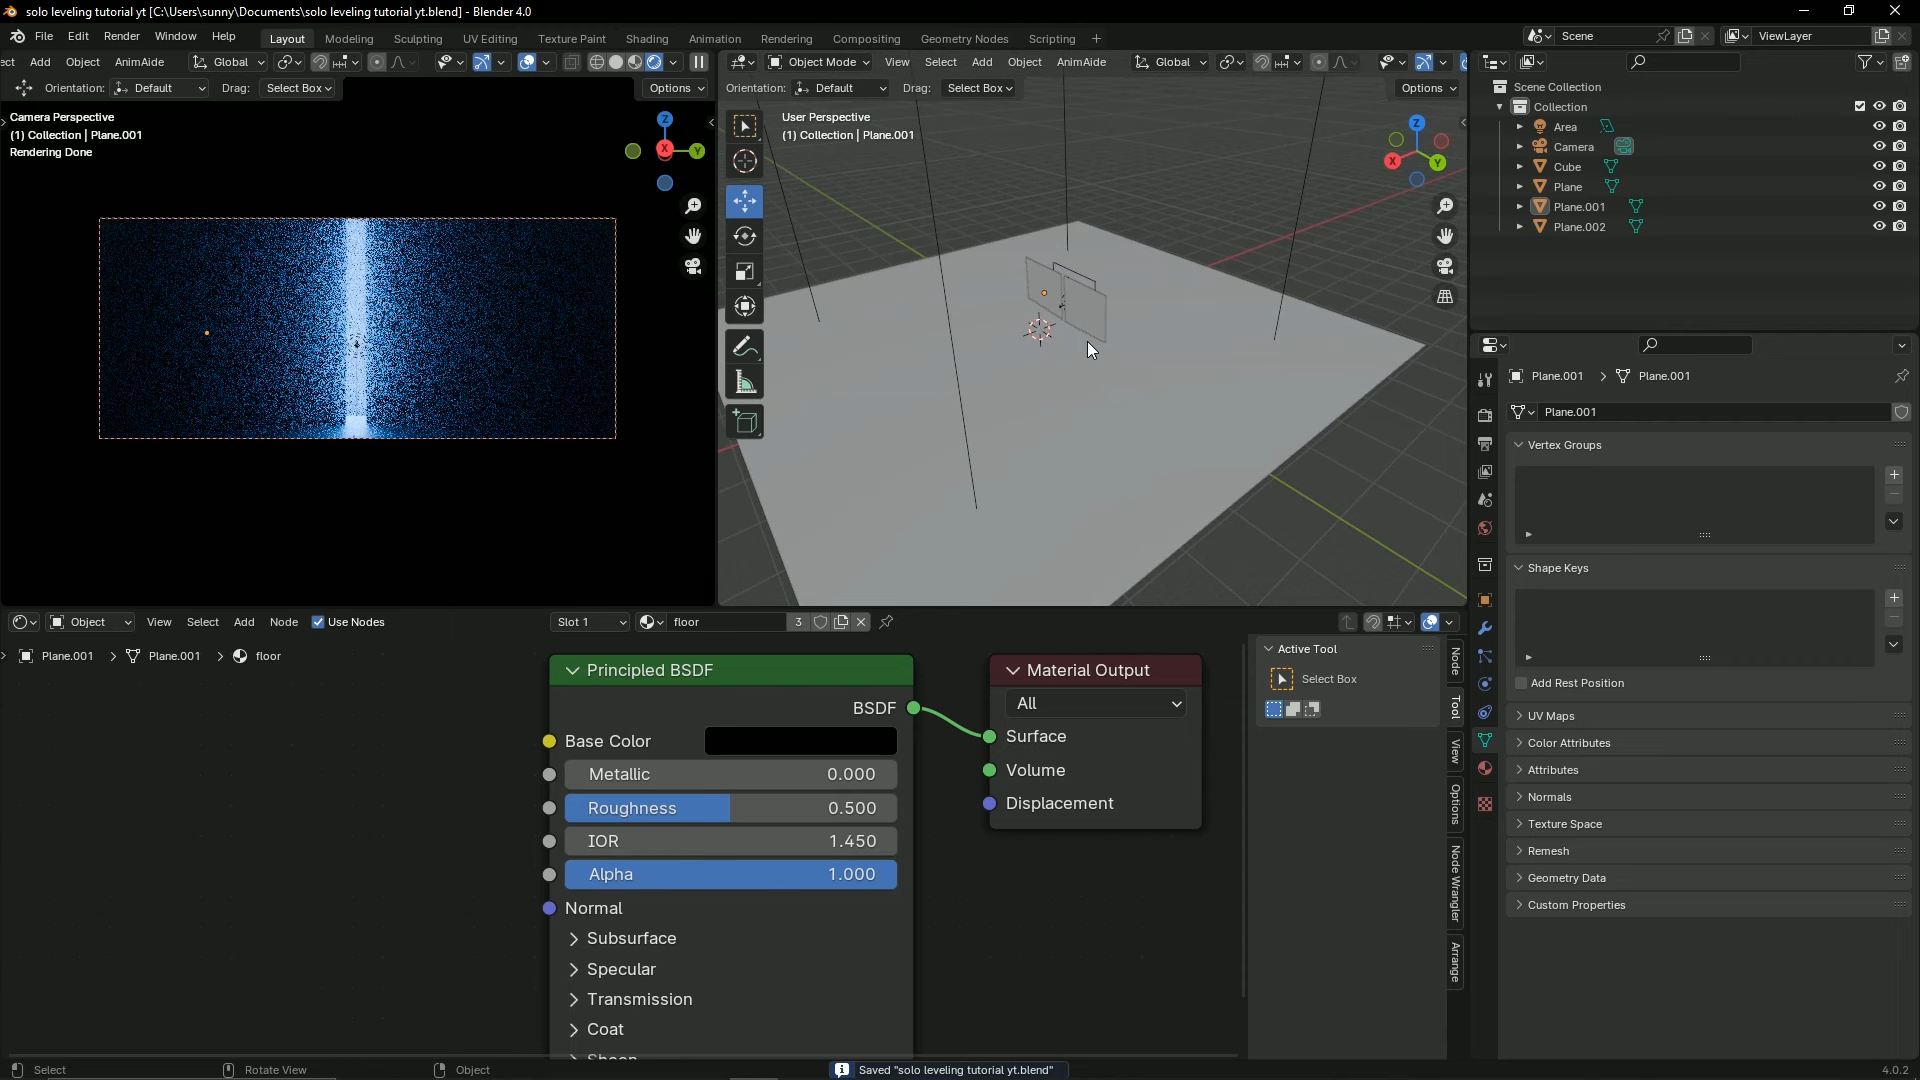 solo leveling tutorial yt [C:\Users\sunny\Documents\solo leveling tutorial yt.blend] - Blender 4.0
File Edit Render Window Help Layout Modeling Sculpting UV Editing Texture Paint Shading Animation Rendering Compositing Geometry Nodes Scripting + Scene ViewLayer
ect Add Object AnimAide Global
Orientation: Default Drag: Select Box Options
Camera Perspective
(1) Collection | Plane.001
Rendering Done
Z
X
Y
Object Mode View Select Add Object AnimAide Global
Orientation: Default Drag: Select Box Options
User Perspective
(1) Collection | Plane.001
Z
X
Y
Scene Collection
Collection
Area
Camera
Cube
Plane
Plane.001
Plane.002
Plane.001 > Plane.001
Plane.001
Vertex Groups
Shape Keys
Add Rest Position
UV Maps
Color Attributes
Attributes
Normals
Texture Space
Remesh
Geometry Data
Custom Properties
Object View Select Add Node Use Nodes Slot 1 floor 3
Plane.001 > Plane.001 > floor
Principled BSDF
BSDF
Base Color
Metallic 0.000
Roughness 0.500
IOR 1.450
Alpha 1.000
Normal
Subsurface
Specular
Transmission
Coat
Sheen
Material Output
All
Surface
Volume
Displacement
Active Tool
Select Box
Node
Tool
View
Options
Node Wrangler
Arrange
Select Rotate View Object Saved "solo leveling tutorial yt.blend" 4.0.2